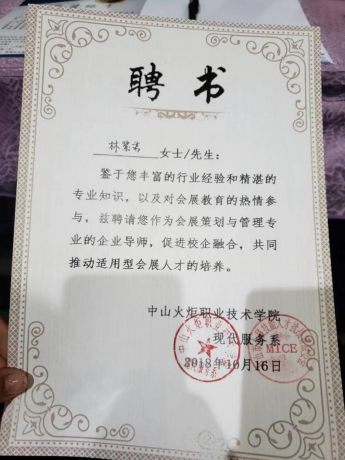 聘书
林 女士/先生：
鉴于您丰富的行业经验和精湛的
专业知识，以及对会展教育的热情参
与，兹聘请您作为会展策划与管理专
业的企业导师，促进校企融合，共同
推动适用型会展人才的培养。
中山火炬职业技术学院
现代服务系
2018年10月16日
MICE